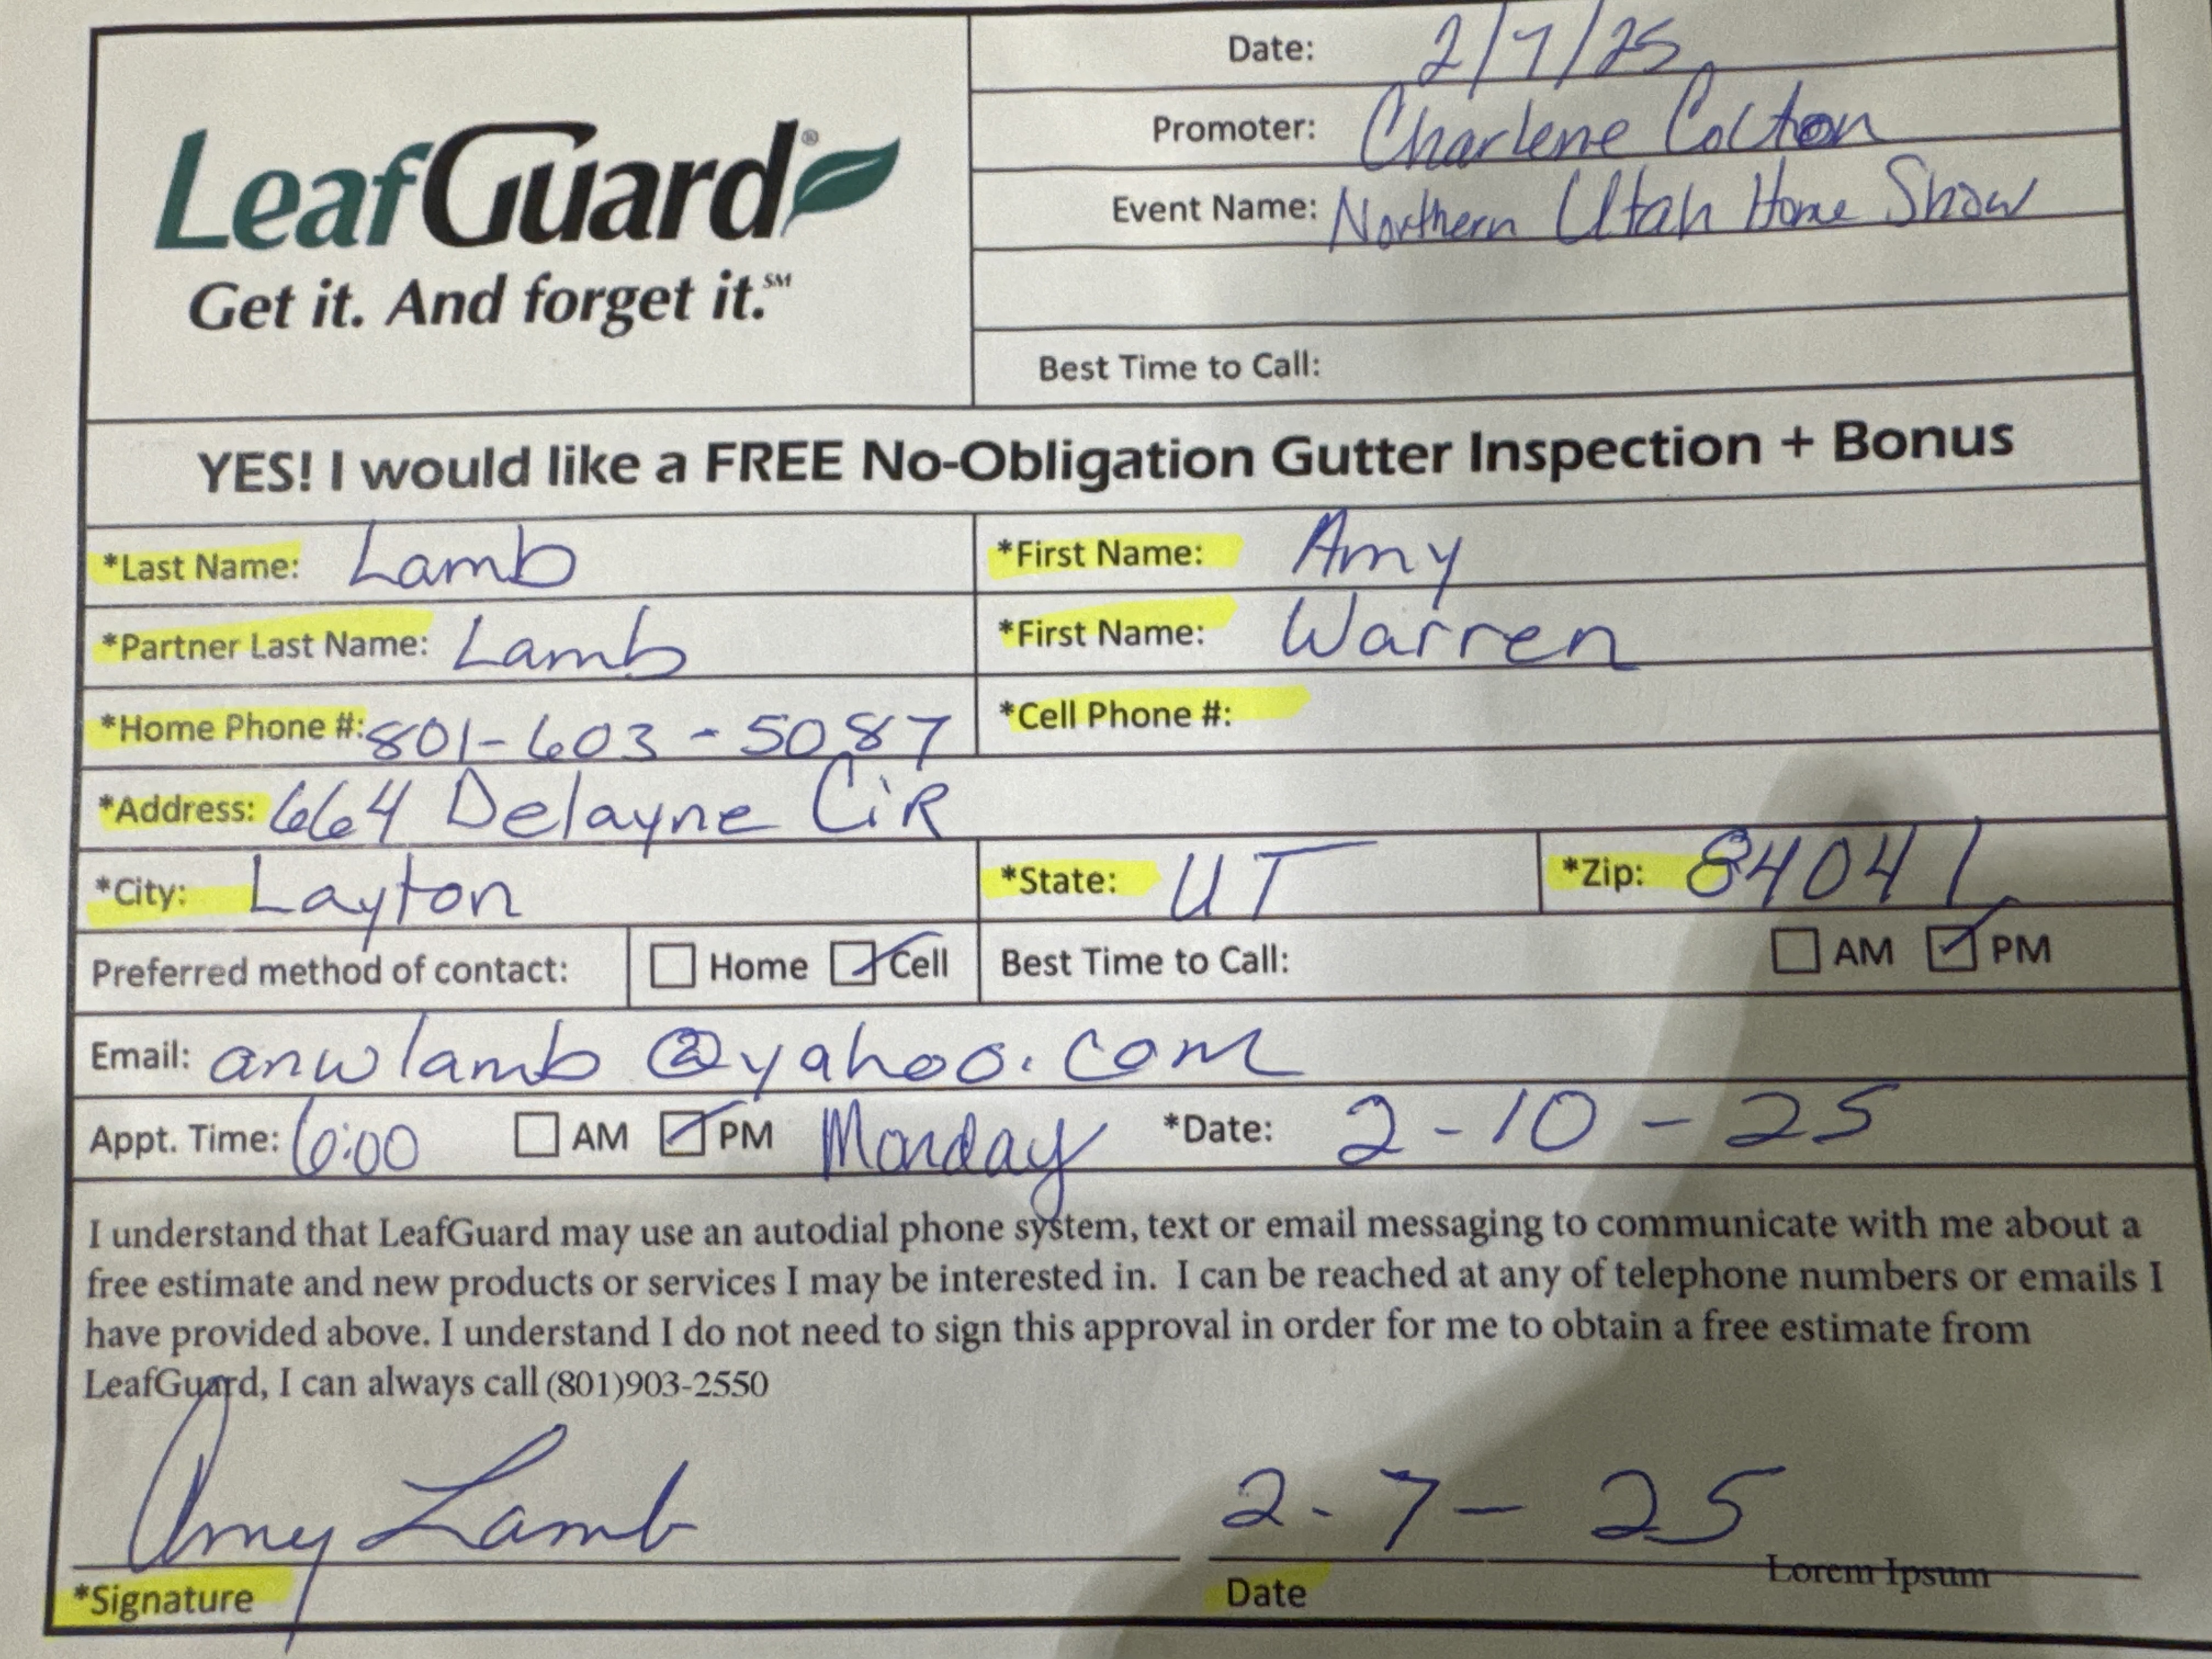 LeafGuard®
Get it. And forget it.℠
Date: 2/7/25
Promoter: Charlene Colton
Event Name: Northern Utah Home Show
Best Time to Call:
YES! I would like a FREE No-Obligation Gutter Inspection + Bonus
*Last Name: Lamb *First Name: Amy
*Partner Last Name: Lamb *First Name: Warren
*Home Phone #: 801-603-5087 *Cell Phone #:
*Address: 664 Delayne Cir
*City: Layton *State: UT *Zip: 84041
Preferred method of contact: Home Cell Best Time to Call: AM PM
Email: anwlamb@yahoo.com
Appt. Time: 6:00 AM PM Monday *Date: 2-10-25
I understand that LeafGuard may use an autodial phone system, text or email messaging to communicate with me about a
free estimate and new products or services I may be interested in. I can be reached at any of telephone numbers or emails I
have provided above. I understand I do not need to sign this approval in order for me to obtain a free estimate from
LeafGuard, I can always call (801)903-2550
Amy Lamb 2-7-25
Lorem Ipsum
*Signature Date